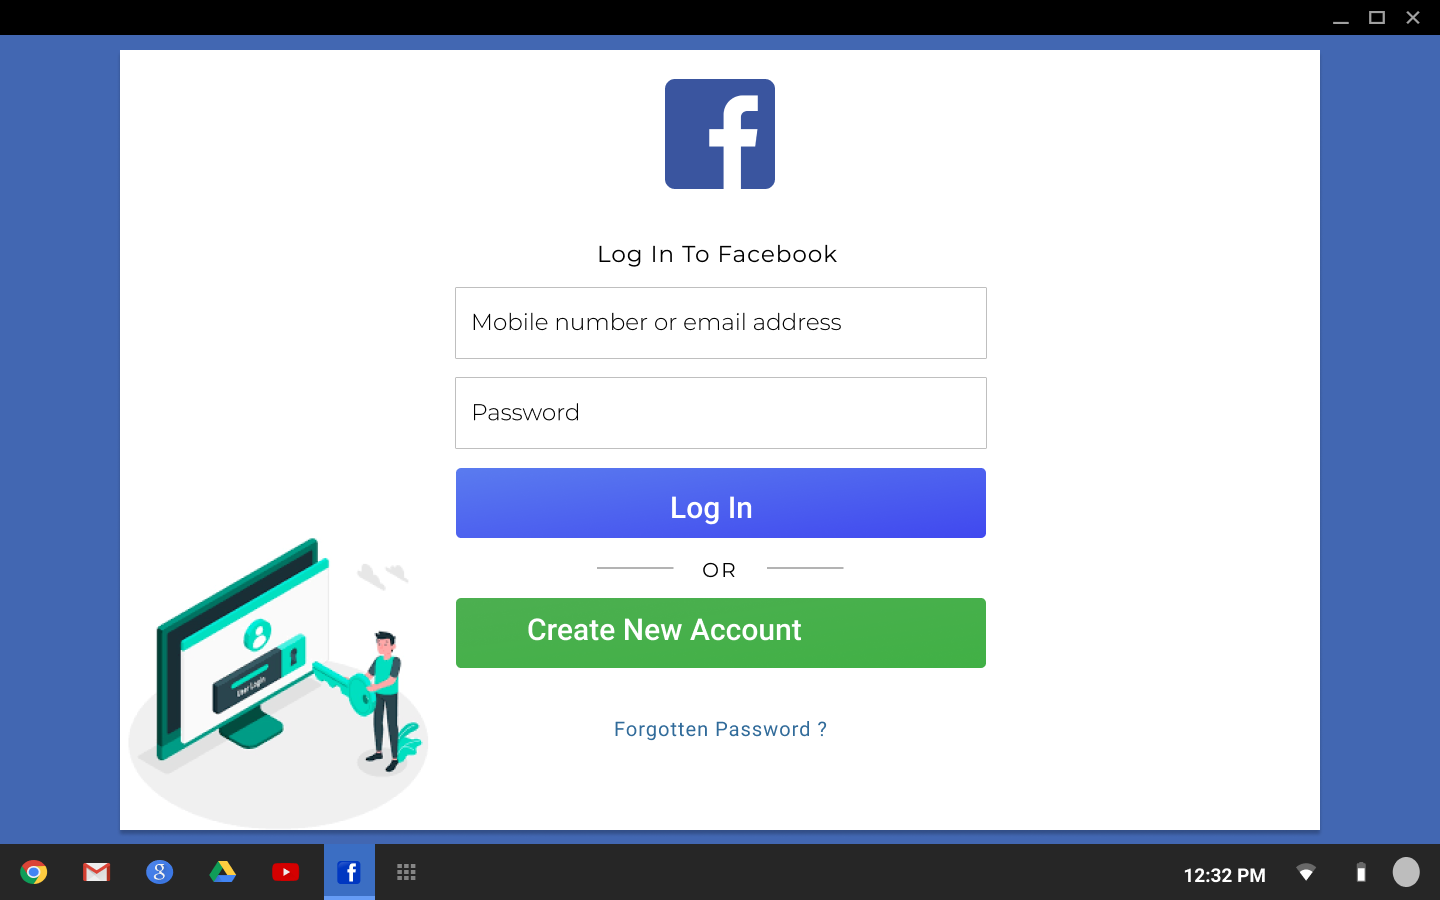 Log In To Facebook
Mobile number or email address
Password
Log In
OR
Create New Account
User Login
Forgotten Password ?
12:32 PM